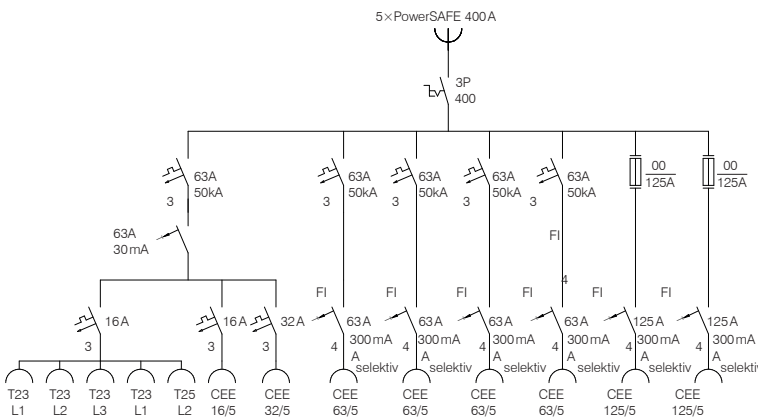 5×PowerSAFE 400A
3P
400
63A
50kA
3
63A
50kA
3
63A
50kA
3
63A
50kA
3
63A
50kA
3
00
125A
00
125A
63A
30mA
FI
4
FI
FI
FI
FI
FI
FI
16A
3
16A
3
32A
3
63A
300mA
4
A
selektiv
63A
300mA
4
A
selektiv
63A
300mA
4
A
selektiv
63A
300mA
4
A
selektiv
125A
300mA
4
A
selektiv
125A
300mA
4
A
selektiv
T23
L1
T23
L2
T23
L3
T23
L1
T25
L2
CEE
16/5
CEE
32/5
CEE
63/5
CEE
63/5
CEE
63/5
CEE
63/5
CEE
125/5
CEE
125/5